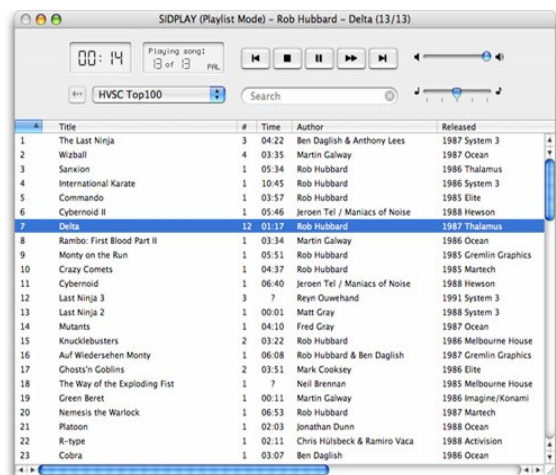 SIDPLAY (Playlist Mode) – Rob Hubbard – Delta (13/13)
00:14
Playing song:
13 of 13 PAL
HVSC Top100
Search
Title # Time Author Released
1 The Last Ninja 3 04:22 Ben Daglish & Anthony Lees 1987 System 3
2 Wizball 4 03:35 Martin Galway 1987 Ocean
3 Sanxion 1 05:34 Rob Hubbard 1986 Thalamus
4 International Karate 1 10:45 Rob Hubbard 1986 System 3
5 Commando 1 03:57 Rob Hubbard 1985 Elite
6 Cybernoid II 1 05:46 Jeroen Tel / Maniacs of Noise 1988 Hewson
7 Delta 12 01:17 Rob Hubbard 1987 Thalamus
8 Rambo: First Blood Part II 1 03:34 Martin Galway 1986 Ocean
9 Monty on the Run 1 05:51 Rob Hubbard 1985 Gremlin Graphics
10 Crazy Comets 1 04:37 Rob Hubbard 1985 Martech
11 Cybernoid 1 06:40 Jeroen Tel / Maniacs of Noise 1988 Hewson
12 Last Ninja 3 3 ? Reyn Ouwehand 1991 System 3
13 Last Ninja 2 1 00:01 Matt Gray 1988 System 3
14 Mutants 1 04:10 Fred Gray 1987 Ocean
15 Knucklebusters 2 03:22 Rob Hubbard 1986 Melbourne House
16 Auf Wiedersehen Monty 1 06:08 Rob Hubbard & Ben Daglish 1987 Gremlin Graphics
17 Ghosts'n Goblins 2 03:51 Mark Cooksey 1986 Elite
18 The Way of the Exploding Fist 1 ? Neil Brennan 1985 Melbourne House
19 Green Beret 1 00:11 Martin Galway 1986 Imagine/Konami
20 Nemesis the Warlock 1 06:53 Rob Hubbard 1987 Martech
21 Platoon 1 02:03 Jonathan Dunn 1988 Ocean
22 R-type 1 02:11 Chris Hülsbeck & Ramiro Vaca 1988 Activision
23 Cobra 1 03:07 Ben Daglish 1986 Ocean